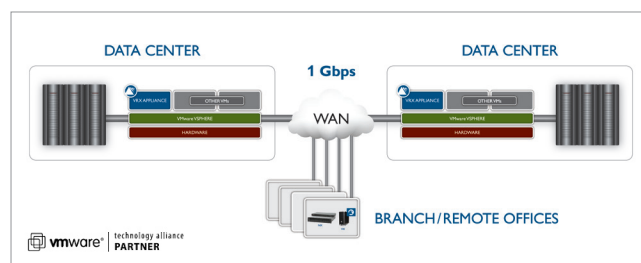 DATA CENTER
DATA CENTER
1 Gbps
VRX APPLIANCE
OTHER VMs
VMware VSPHERE
HARDWARE
WAN
VRX APPLIANCE
OTHER VMs
VMware VSPHERE
HARDWARE
BRANCH/REMOTE OFFICES
vmware® technology alliance
PARTNER